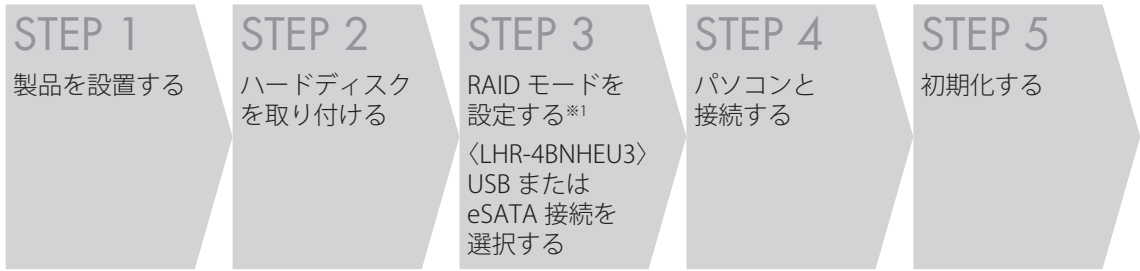 STEP 1
製品を設置する
STEP 2
ハードディスク
を取り付ける
STEP 3
RAID モードを
設定する※1
〈LHR-4BNHEU3〉
USB または
eSATA 接続を
選択する
STEP 4
パソコンと
接続する
STEP 5
初期化する